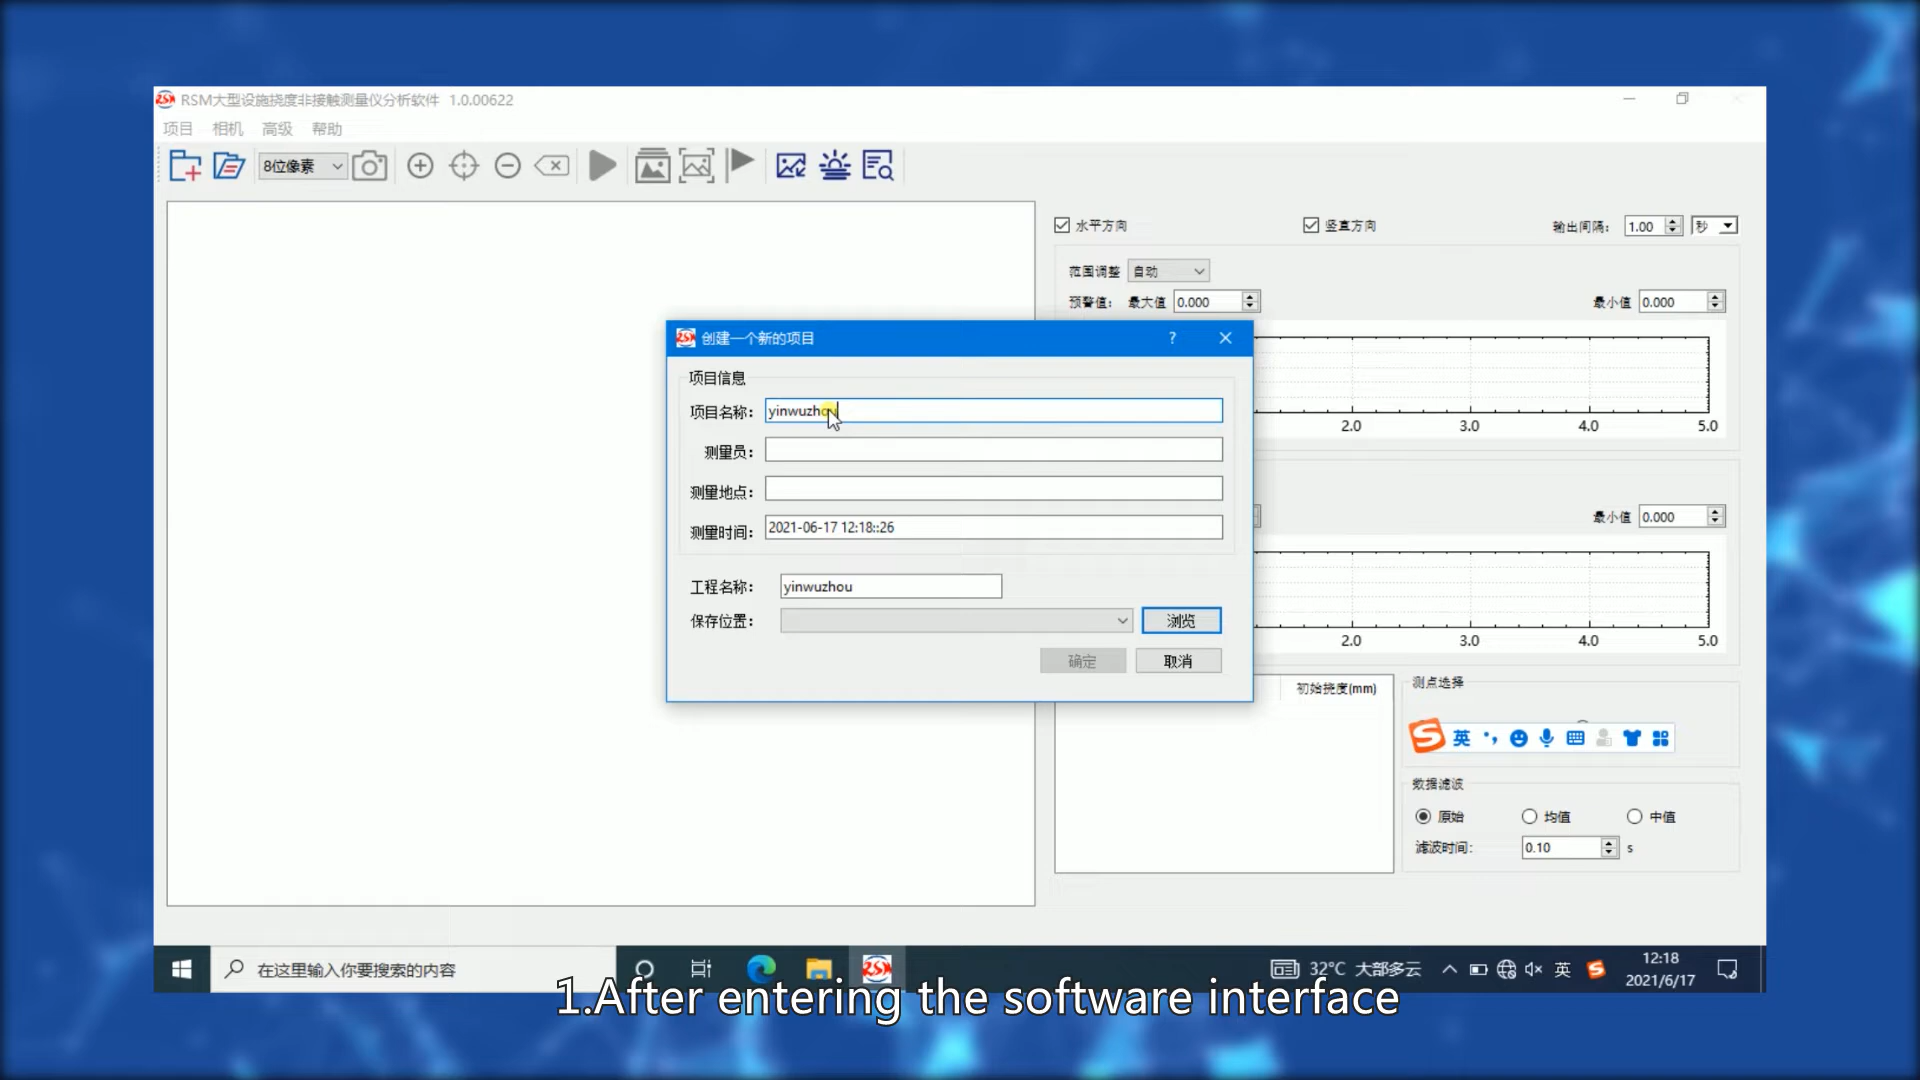 RSM大型设施挠度非接触测量仪分析软件 1.0.00622
项目 相机 高级 帮助
8位像素
水平方向 竖直方向 输出间隔: 1.00 秒
范围调整 自动
预警值: 最大值 0.000 最小值 0.000
创建一个新的项目 ?
项目信息
项目名称: yinwuzhou
测量员:
测量地点:
测量时间: 2021-06-17 12:18::26
工程名称: yinwuzhou
保存位置: 浏览
确定 取消
2.0 3.0 4.0 5.0
最小值 0.000
2.0 3.0 4.0 5.0
初始挠度(mm)
测点选择
英
数据滤波
原始 均值 中值
滤波时间: 0.10 s
在这里输入你要搜索的内容
32°C 大部多云 英
12:18
2021/6/17
1.After entering the software interface